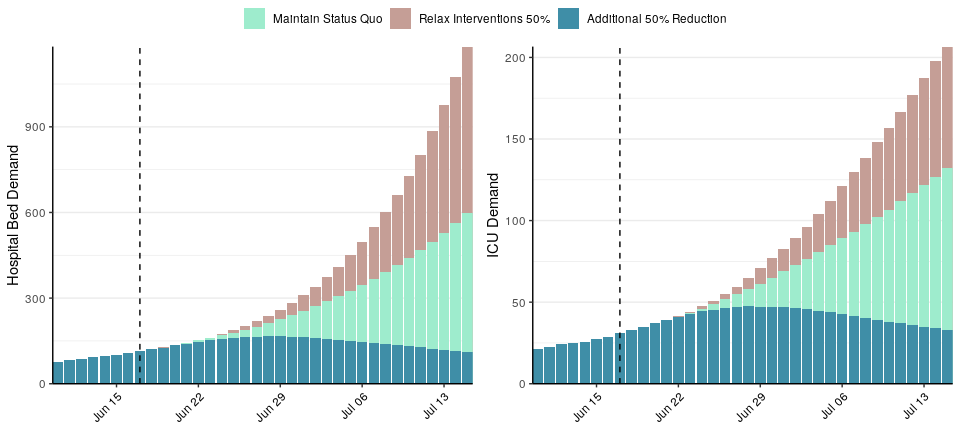 Maintain Status Quo Relax Interventions 50% Additional 50% Reduction
Hospital Bed Demand
900
600
300
0
Jun 15 Jun 22 Jun 29 Jul 06 Jul 13
ICU Demand
200
150
100
50
0
Jun 15 Jun 22 Jun 29 Jul 06 Jul 13